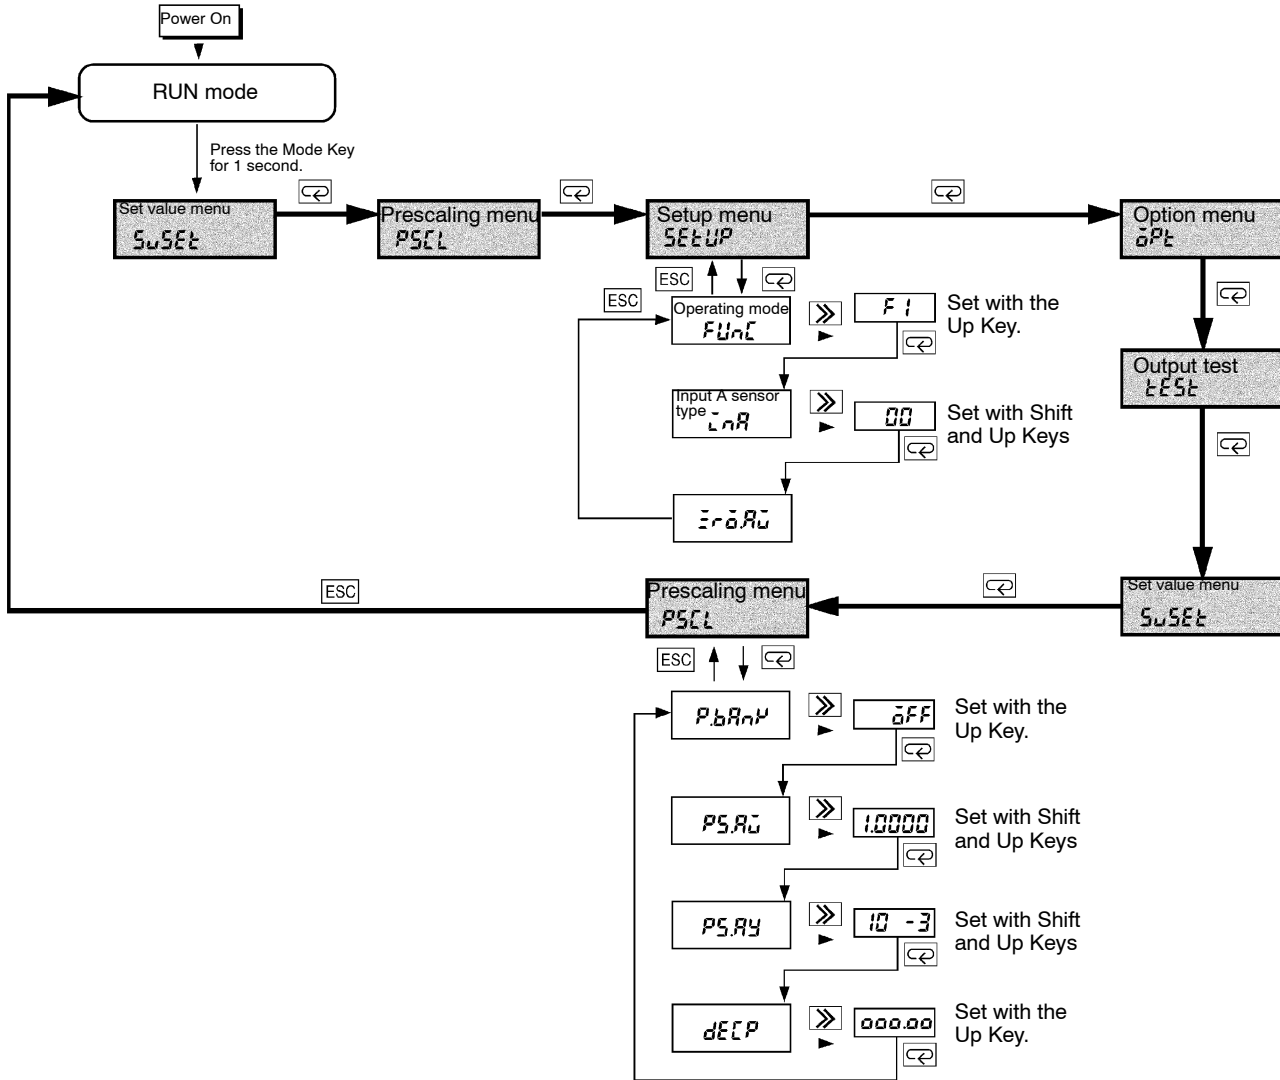 Power On
RUN mode
Press the Mode Key
for 1 second.
Set value menu
SvSEt
Prescaling menu
PSCL
Setup menu
SEtUP
Option menu
oPt
ESC
ESC
Operating mode
FUnC
F1
Set with the
Up Key.
Output test
tESt
Input A sensor
type
inA
00
Set with Shift
and Up Keys
ESC
Prescaling menu
PSCL
Set value menu
SvSEt
ESC
P.bAnK
oFF
Set with the
Up Key.
1.0000
Set with Shift
and Up Keys
PS.AY
10 -3
Set with Shift
and Up Keys
dECP
ooo.oo
Set with the
Up Key.